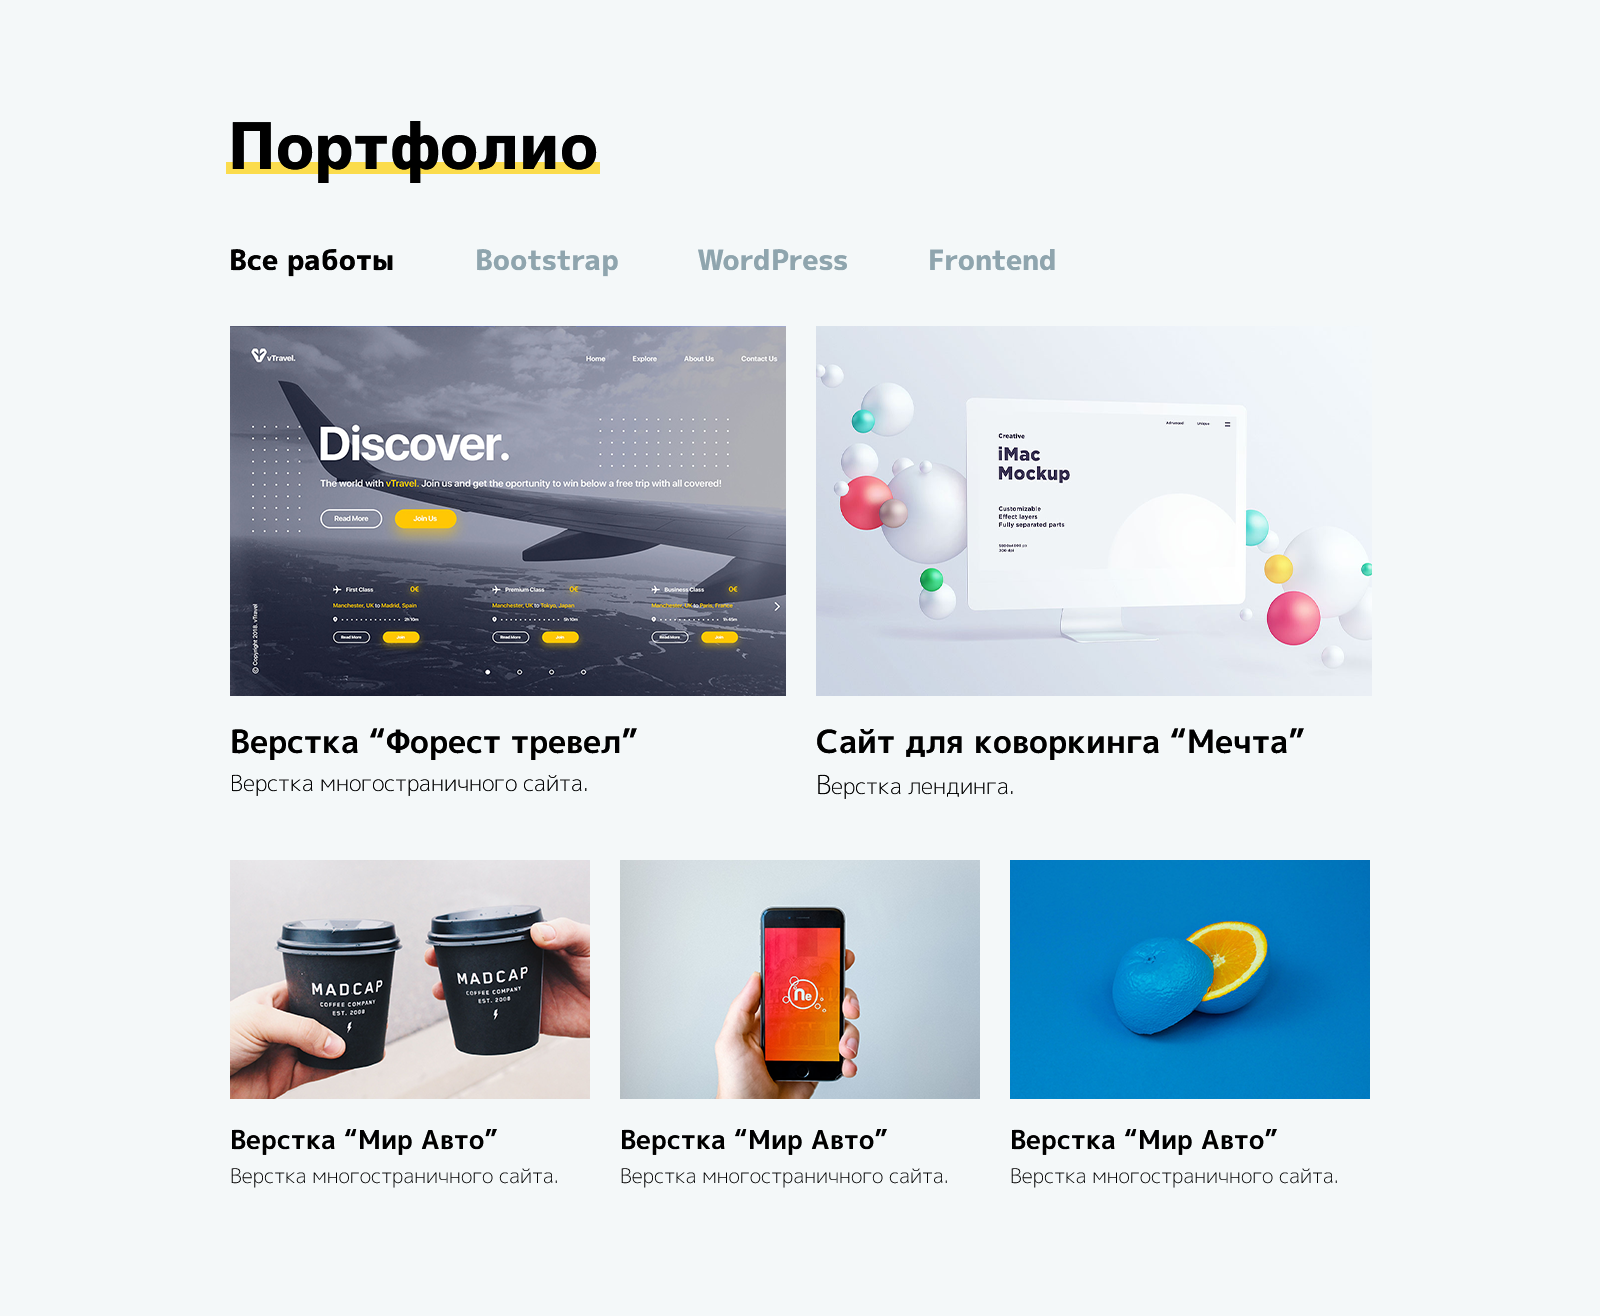 Портфолио
Все работы
Bootstrap
WordPress
Frontend
vTravel.
Home
Explore
About Us
Contact Us
Discover.
The world with vTravel. Join us and get the oportunity to win below a free trip with all covered!
Read More
Join Us
First Class 0€
Manchester, UK to Madrid, Spain
2h 10m
Read More
Join
Premium Class 0€
Manchester, UK to Tokyo, Japan
5h 10m
Read More
Join
Business Class 0€
Manchester, UK to Paris, France
1h 45m
Read More
Join
© Copyright 2018. vTravel
Advanced
Unique
Creative
iMac
Mockup
Customizable
Effect layers
Fully separated parts
Верстка “Форест тревел”
Верстка многостраничного сайта.
Сайт для коворкинга “Мечта”
Верстка лендинга.
MADCAP
COFFEE COMPANY
EST. 2008
MADCAP
COFFEE COMPANY
EST. 2008
ne
Верстка “Мир Авто”
Верстка многостраничного сайта.
Верстка “Мир Авто”
Верстка многостраничного сайта.
Верстка “Мир Авто”
Верстка многостраничного сайта.